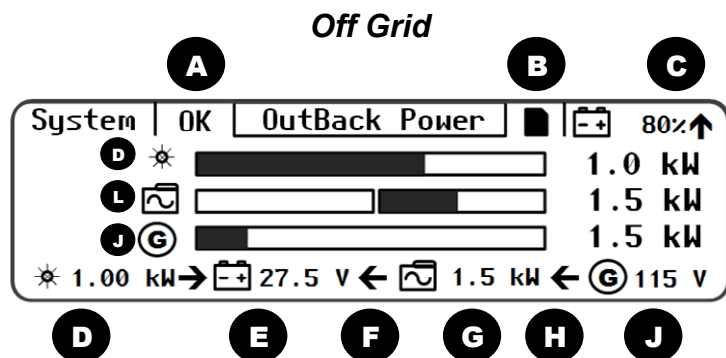 Off Grid
A B C
System OK OutBack Power - + 80%↑
D 1.0 kW
L 1.5 kW
J G 1.5 kW
1.00 kW→ - + 27.5 V ← 1.5 kW ← G 115 V
D E F G H J